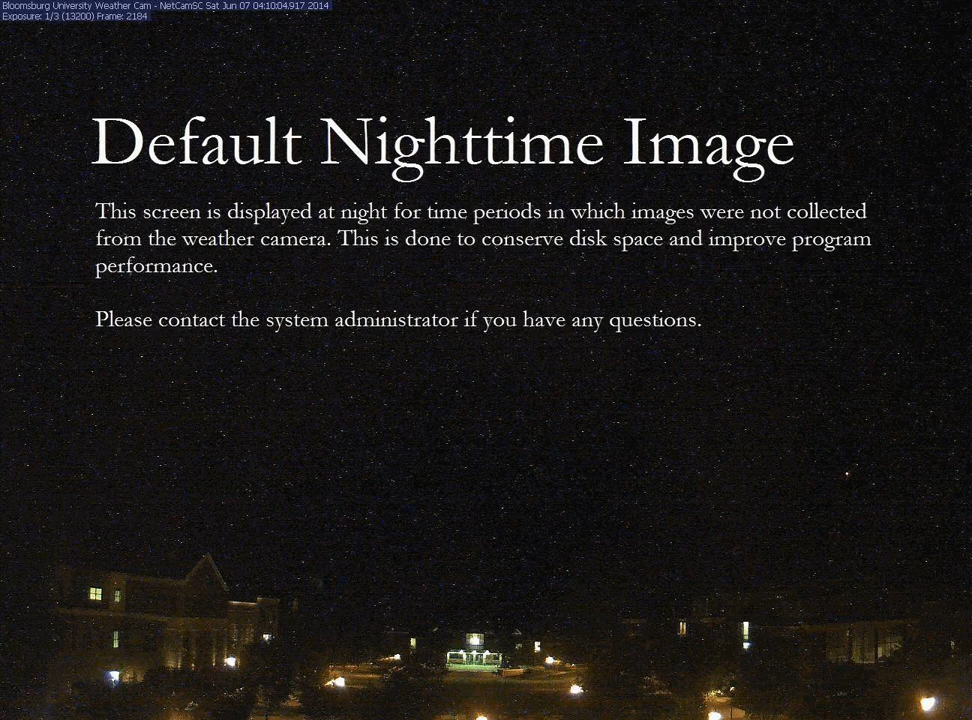 Bloomsburg University Weather Cam - NetCamSC Sat Jun 07 04:10:04.917 2014
Exposure: 1/3 (13200) Frame: 2184
Default Nighttime Image
This screen is displayed at night for time periods in which images were not collected
from the weather camera. This is done to conserve disk space and improve program
performance.
Please contact the system administrator if you have any questions.